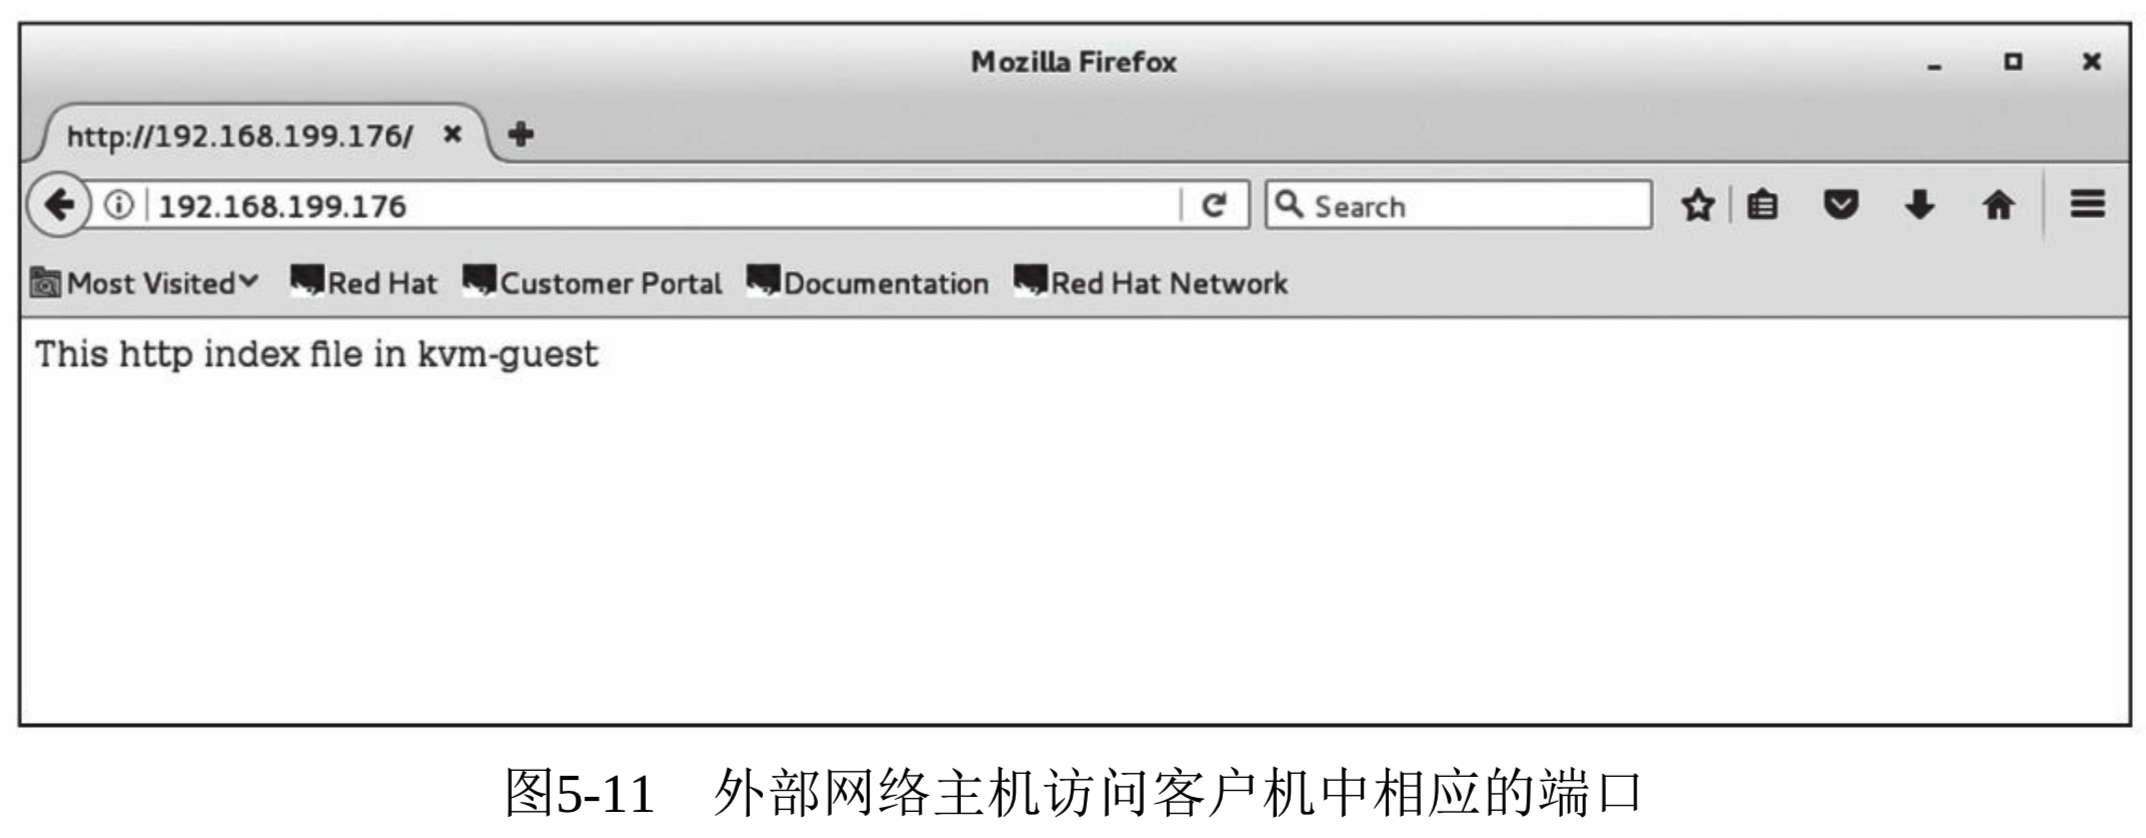 Mozilla Firefox
http://192.168.199.176/
192.168.199.176 Search
Most Visited Red Hat Customer Portal Documentation Red Hat Network
This http index file in kvm-guest
图5-11 外部网络主机访问客户机中相应的端口